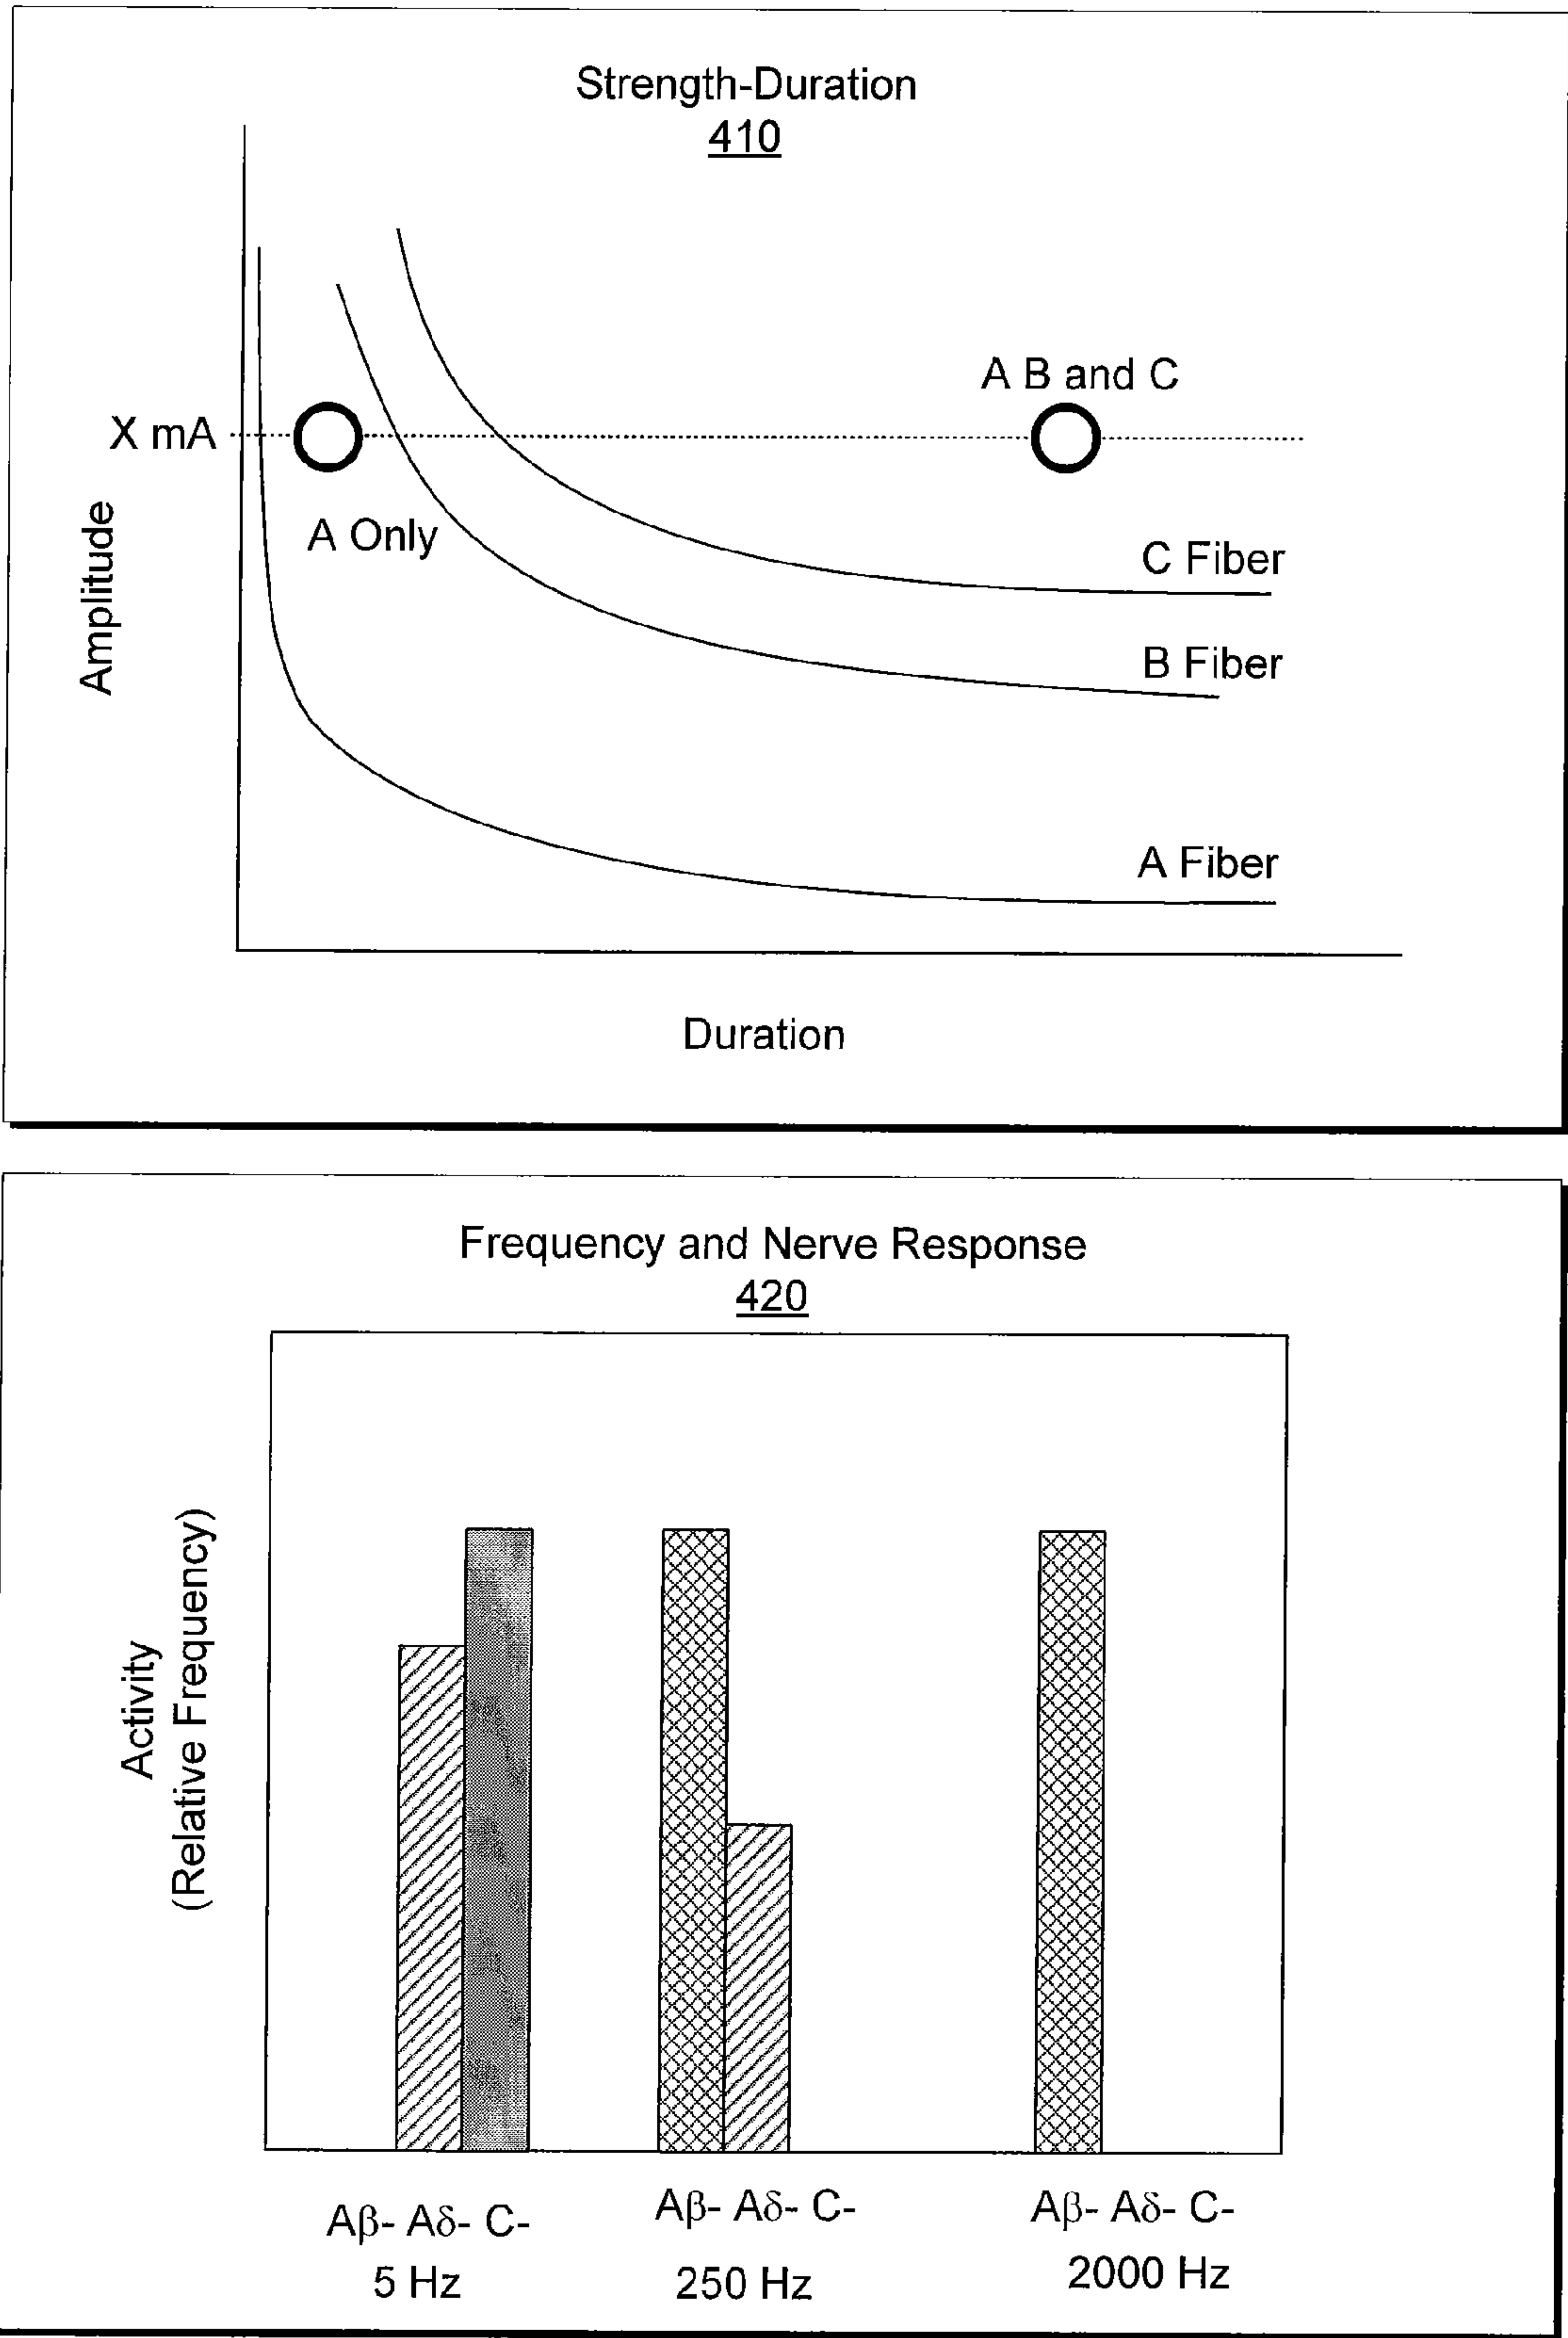 Strength-Duration
410
A B and C
X mA
A Only
C Fiber
B Fiber
A Fiber
Amplitude
Duration
Frequency and Nerve Response
420
Activity
(Relative Frequency)
Aβ- Aδ- C-
5 Hz
Aβ- Aδ- C-
250 Hz
Aβ- Aδ- C-
2000 Hz